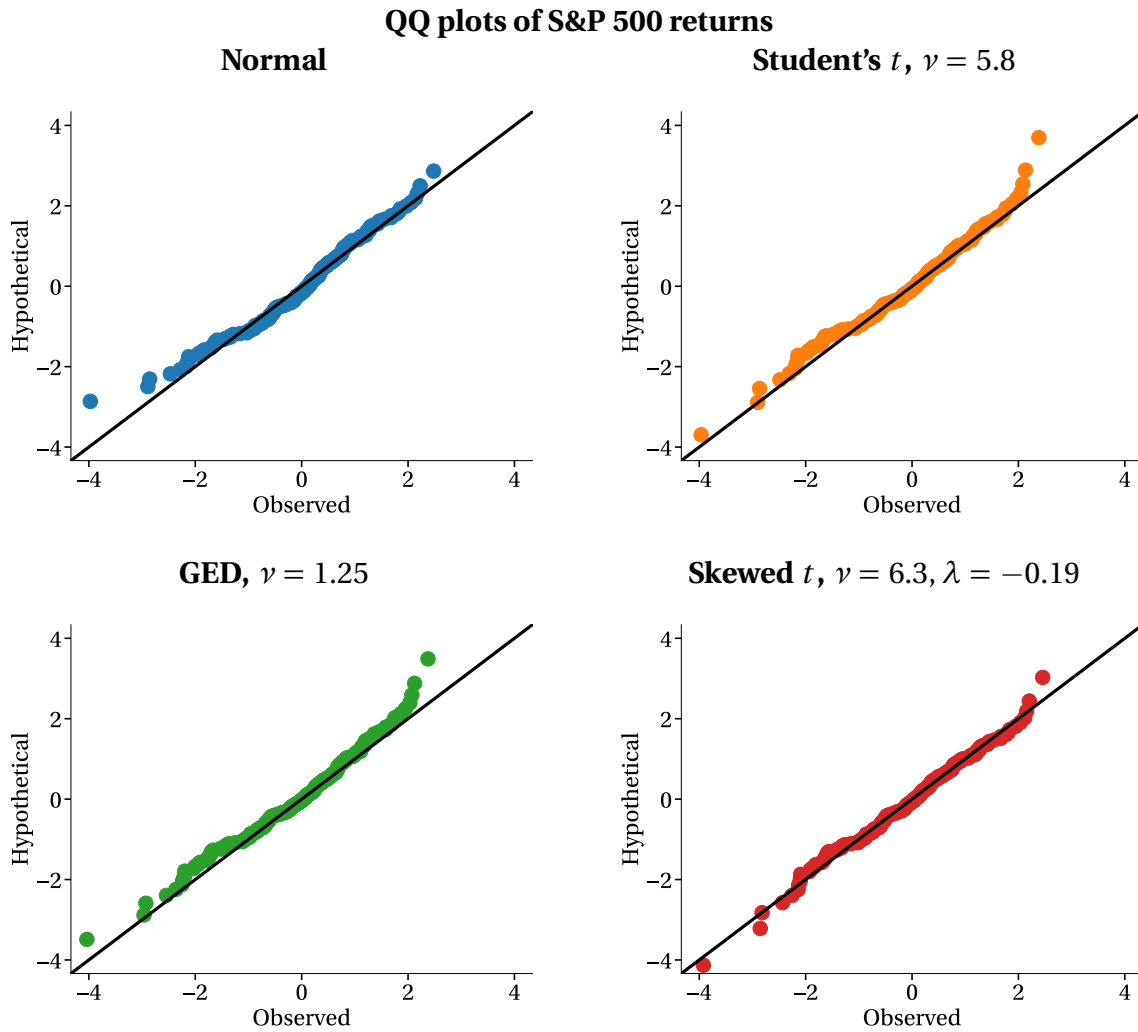 QQ plots of S&P 500 returns
Normal
4
2
0
−2
−4
Hypothetical
−4 −2 0 2 4
Observed
Student's t, ν = 5.8
4
2
0
−2
−4
Hypothetical
−4 −2 0 2 4
Observed
GED, ν = 1.25
4
2
0
−2
−4
Hypothetical
−4 −2 0 2 4
Observed
Skewed t, ν = 6.3, λ = −0.19
4
2
0
−2
−4
Hypothetical
−4 −2 0 2 4
Observed